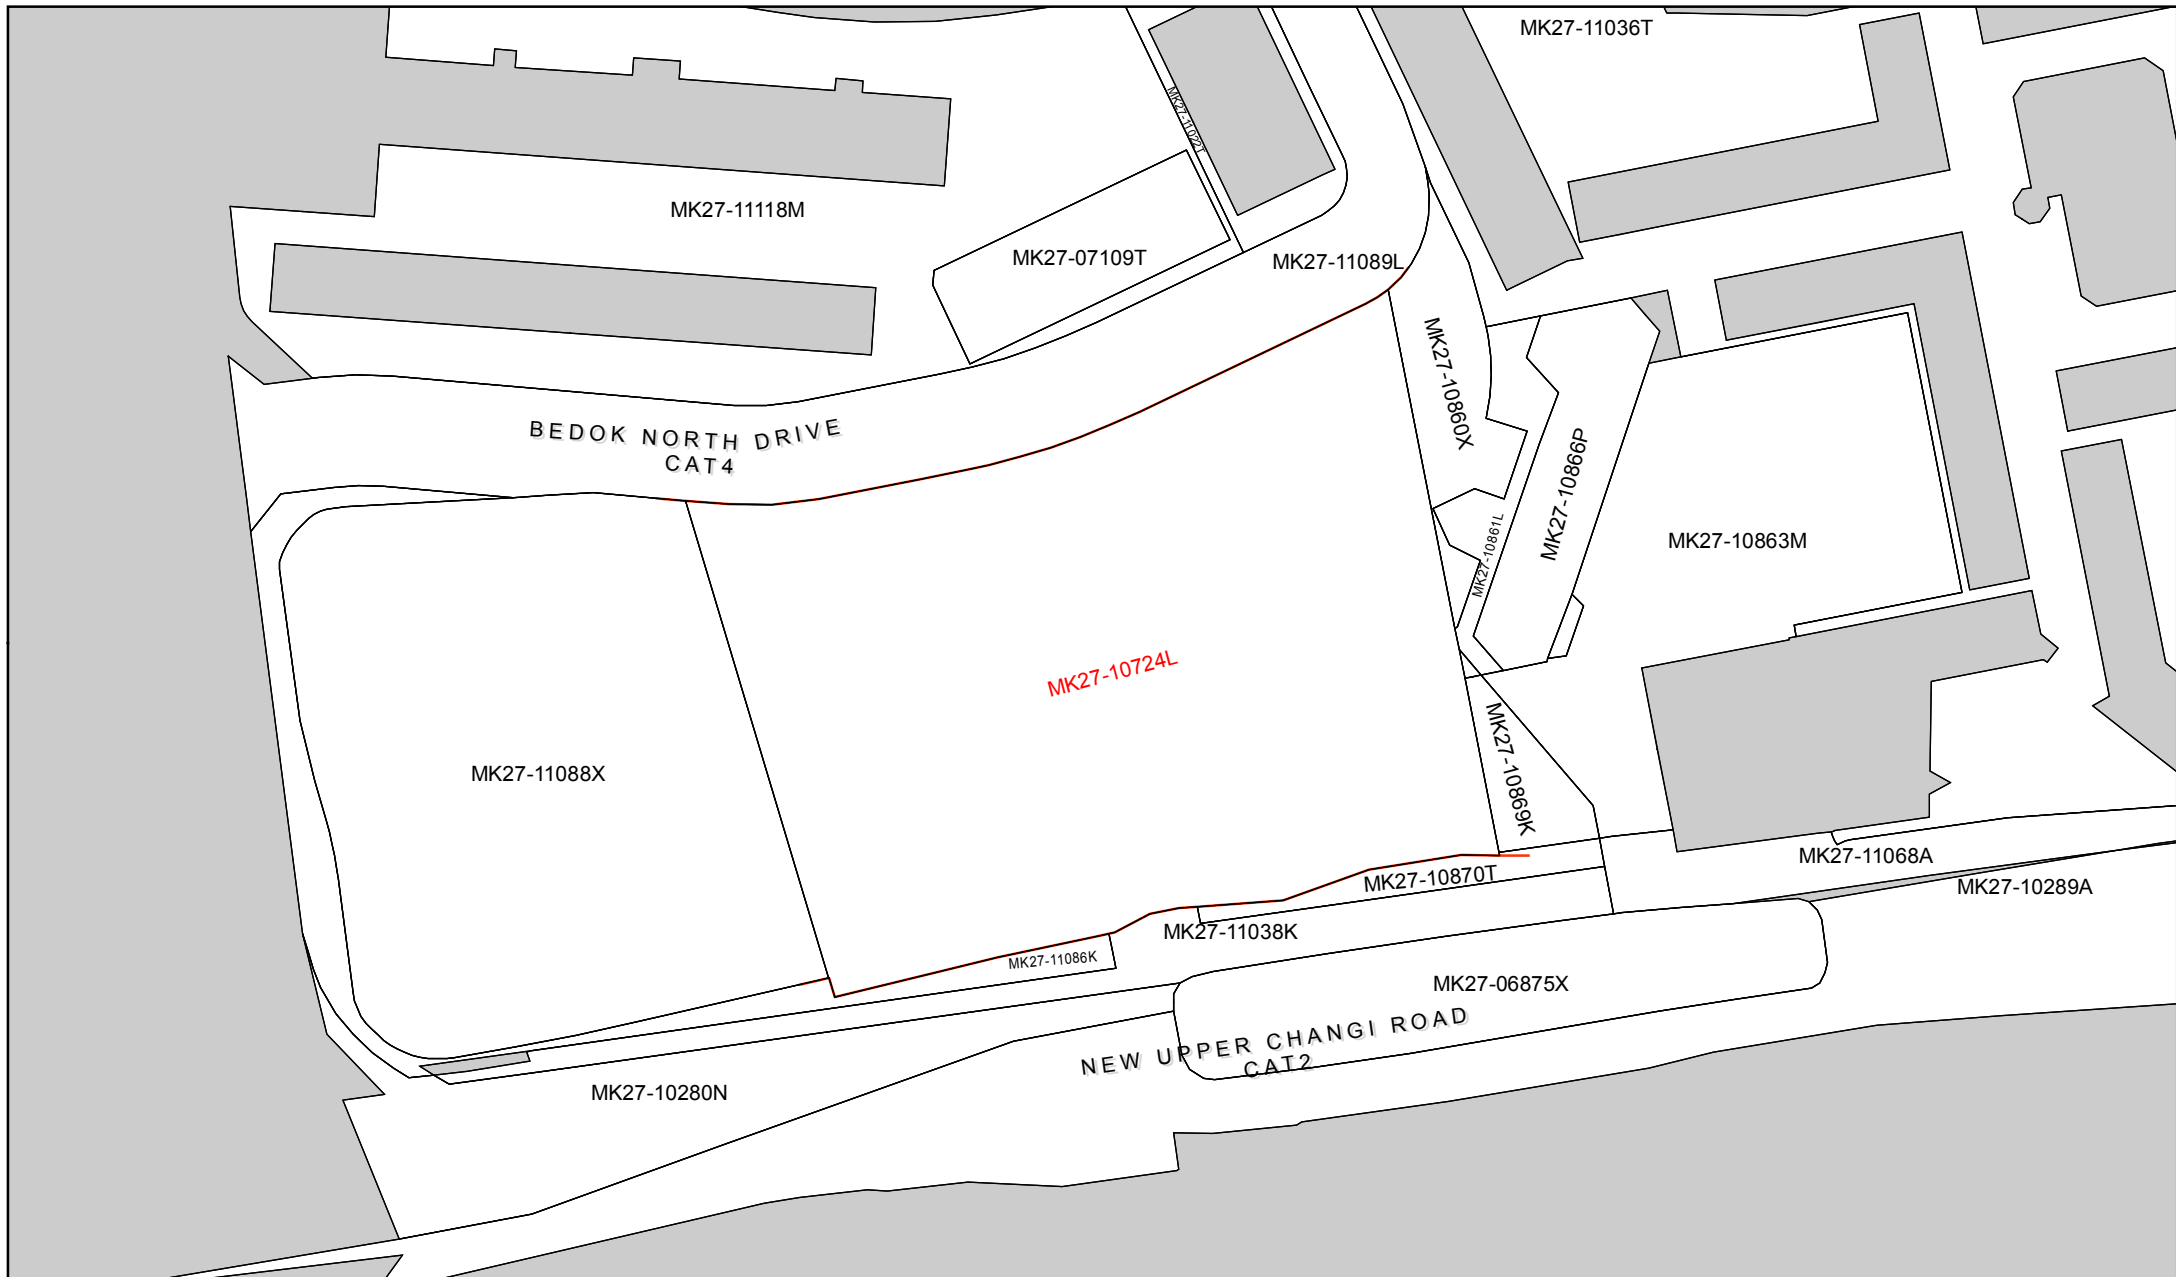 MK27-11036T
MK27-11022T
MK27-11118M
MK27-07109T
MK27-11089L
MK27-10860X
BEDOK NORTH DRIVE
CAT4
MK27-10866P
MK27-10861L
MK27-10863M
MK27-10724L
MK27-11088X
MK27-10869K
MK27-11068A
MK27-10870T
MK27-10289A
MK27-11038K
MK27-11086K
MK27-06875X
NEW UPPER CHANGI ROAD
CAT2
MK27-10280N